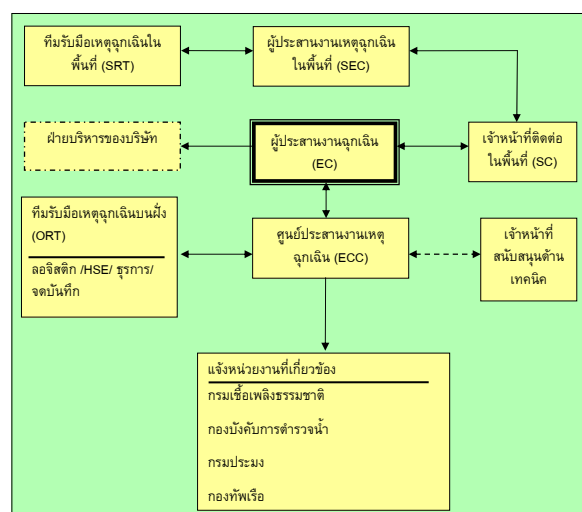 ทีมรับมือเหตุฉุกเฉินใน
พื้นที่ (SRT)
ผู้ประสานงานเหตุฉุกเฉิน
ในพื้นที่ (SEC)
ฝ่ายบริหารของบริษัท
ผู้ประสานงานฉุกเฉิน
(EC)
เจ้าหน้าที่ติดต่อ
ในพื้นที่ (SC)
ทีมรับมือเหตุฉุกเฉินบนฝั่ง
(ORT)
ลอจิสติก /HSE/ ธุรการ/
จดบันทึก
ศูนย์ประสานงานเหตุ
ฉุกเฉิน (ECC)
เจ้าหน้าที่
สนับสนุนด้าน
เทคนิค
แจ้งหน่วยงานที่เกี่ยวข้อง
กรมเชื้อเพลิงธรรมชาติ
กองบังคับการตำรวจน้ำ
กรมประมง
กองทัพเรือ